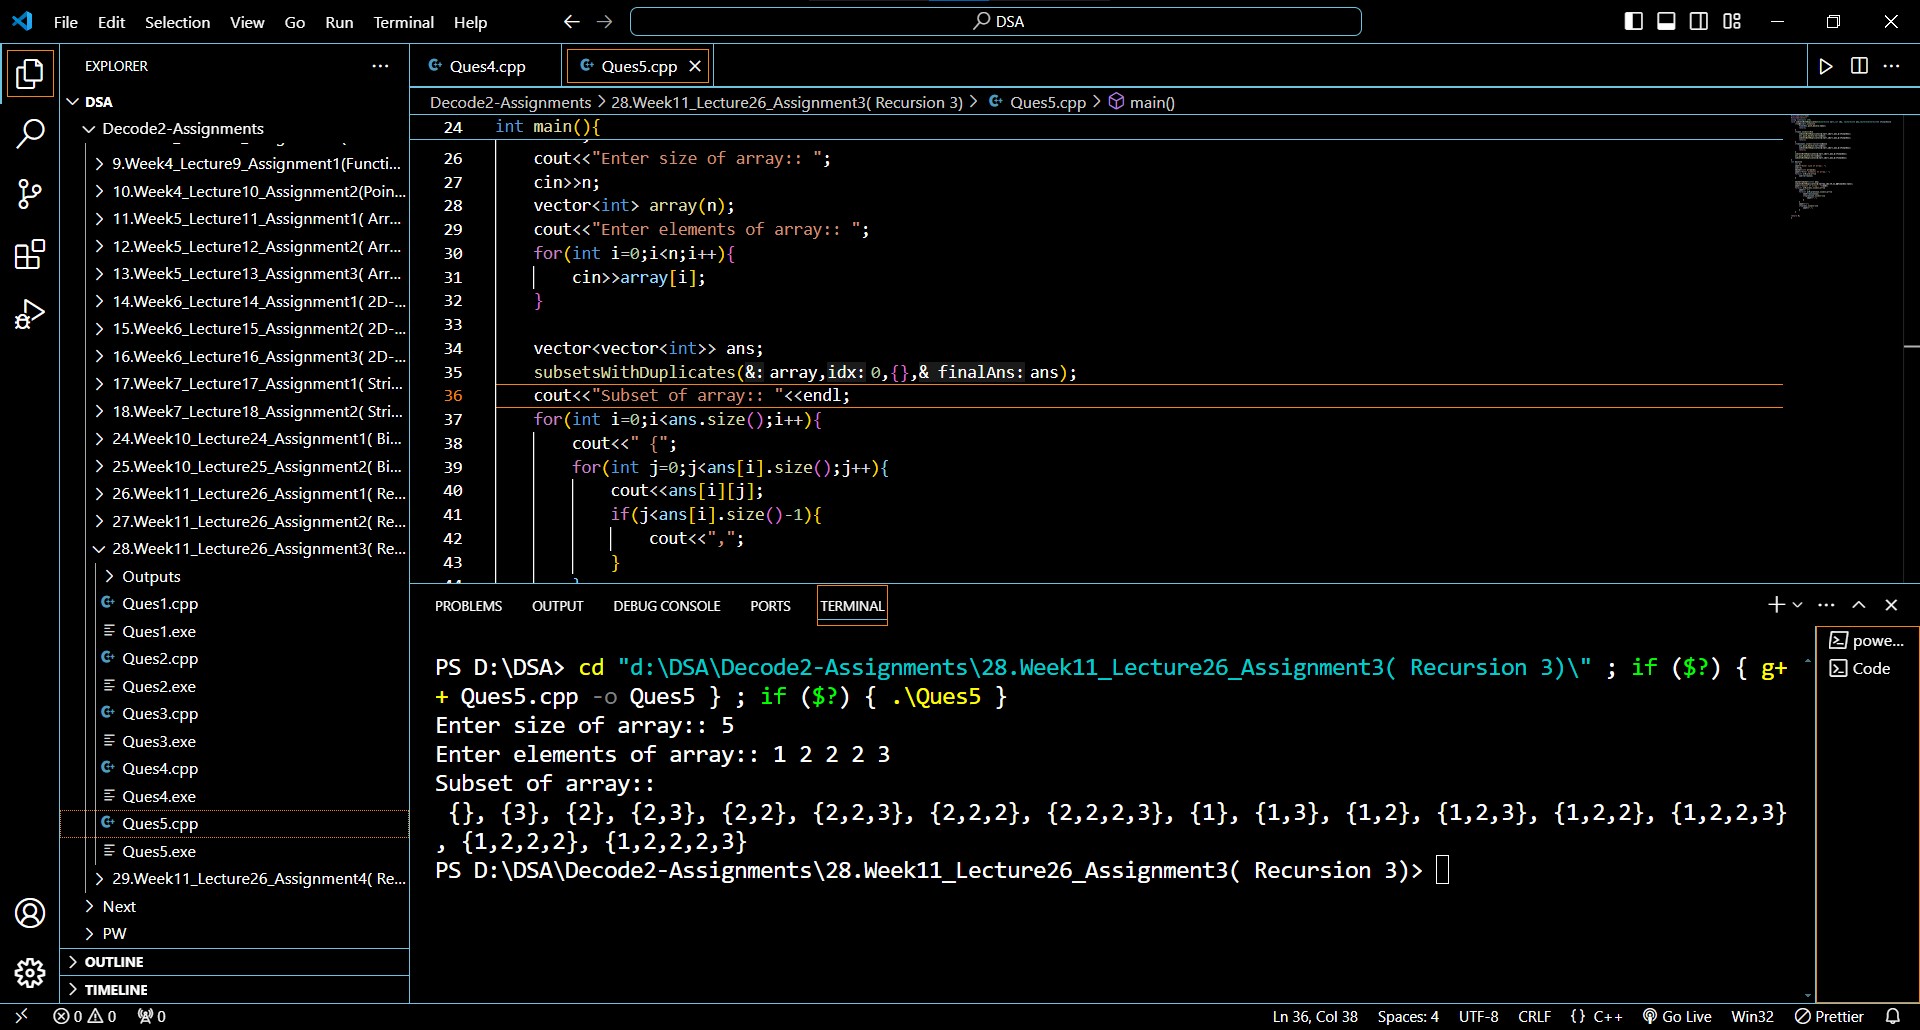 File Edit Selection View Go Run Terminal Help
DSA
EXPLORER
DSA
Decode2-Assignments
9.Week4_Lecture9_Assignment1(Functi...
10.Week4_Lecture10_Assignment2(Poin...
11.Week5_Lecture11_Assignment1( Arr...
12.Week5_Lecture12_Assignment2( Arr...
13.Week5_Lecture13_Assignment3( Arr...
14.Week6_Lecture14_Assignment1( 2D-...
15.Week6_Lecture15_Assignment2( 2D-...
16.Week6_Lecture16_Assignment3( 2D-...
17.Week7_Lecture17_Assignment1( Stri...
18.Week7_Lecture18_Assignment2( Stri...
24.Week10_Lecture24_Assignment1( Bi...
25.Week10_Lecture25_Assignment2( Bi...
26.Week11_Lecture26_Assignment1( Re...
27.Week11_Lecture26_Assignment2( Re...
28.Week11_Lecture26_Assignment3( Re...
Outputs
Ques1.cpp
Ques1.exe
Ques2.cpp
Ques2.exe
Ques3.cpp
Ques3.exe
Ques4.cpp
Ques4.exe
Ques5.cpp
Ques5.exe
29.Week11_Lecture26_Assignment4( Re...
Next
PW
OUTLINE
TIMELINE
Ques4.cpp Ques5.cpp
Decode2-Assignments > 28.Week11_Lecture26_Assignment3( Recursion 3) > Ques5.cpp > main()
24 int main(){
26 cout<<"Enter size of array:: ";
27 cin>>n;
28 vector<int> array(n);
29 cout<<"Enter elements of array:: ";
30 for(int i=0;i<n;i++){
31 cin>>array[i];
32 }
33
34 vector<vector<int>> ans;
35 subsetsWithDuplicates(&: array,idx: 0,{},& finalAns: ans);
36 cout<<"Subset of array:: "<<endl;
37 for(int i=0;i<ans.size();i++){
38 cout<<" {";
39 for(int j=0;j<ans[i].size();j++){
40 cout<<ans[i][j];
41 if(j<ans[i].size()-1){
42 cout<<",";
43 }
PROBLEMS OUTPUT DEBUG CONSOLE PORTS TERMINAL
PS D:\DSA> cd "d:\DSA\Decode2-Assignments\28.Week11_Lecture26_Assignment3( Recursion 3)\" ; if ($?) { g+
+ Ques5.cpp -o Ques5 } ; if ($?) { .\Ques5 }
Enter size of array:: 5
Enter elements of array:: 1 2 2 2 3
Subset of array::
{}, {3}, {2}, {2,3}, {2,2}, {2,2,3}, {2,2,2}, {2,2,2,3}, {1}, {1,3}, {1,2}, {1,2,3}, {1,2,2}, {1,2,2,3}
, {1,2,2,2}, {1,2,2,2,3}
PS D:\DSA\Decode2-Assignments\28.Week11_Lecture26_Assignment3( Recursion 3)>
powe...
Code
0 0 0
Ln 36, Col 38 Spaces: 4 UTF-8 CRLF {} C++ Go Live Win32 Prettier